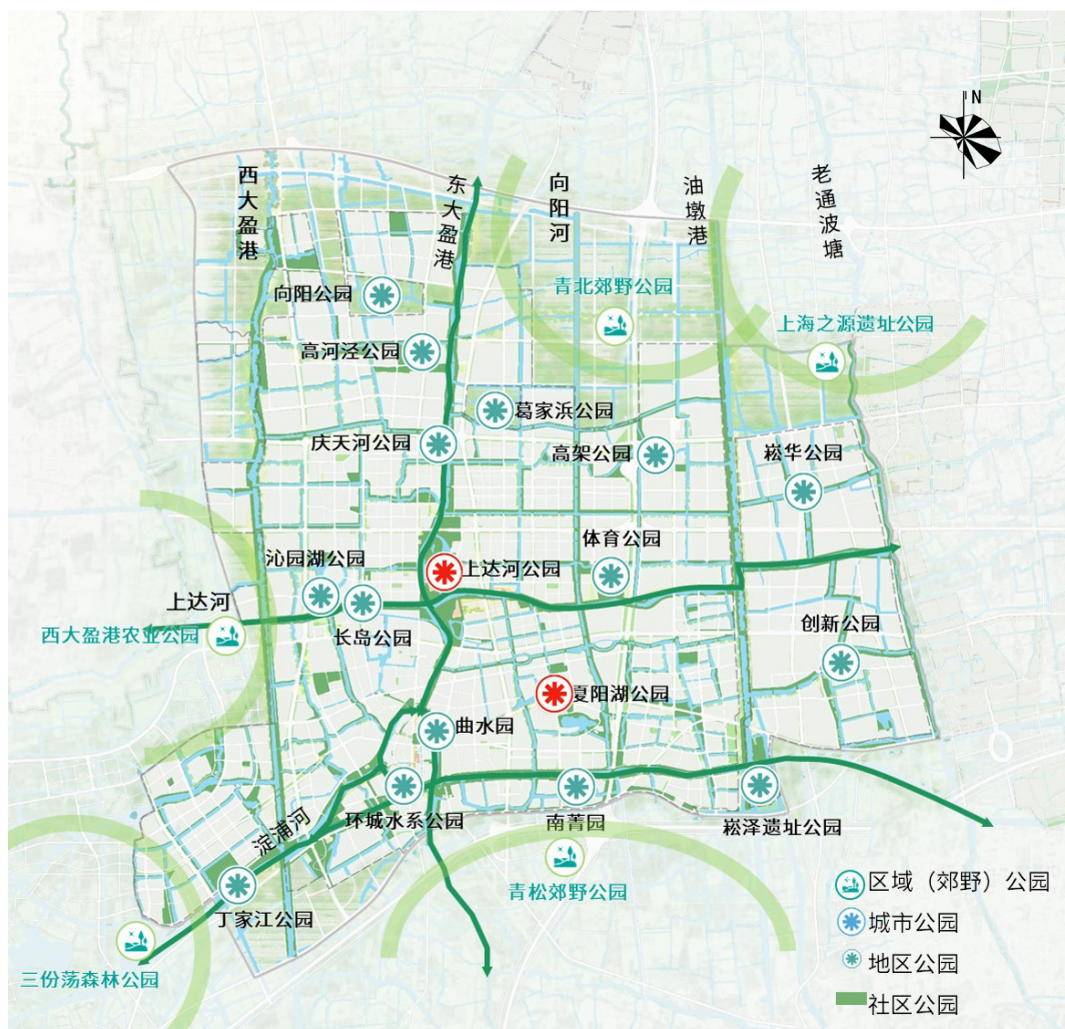 N
西大盈港
东大盈港
向阳河
油墩港
老通波塘
向阳公园
青北郊野公园
上海之源遗址公园
高河泾公园
葛家浜公园
庆天河公园
高架公园
崧华公园
沁园湖公园
上达河公园
体育公园
上达河
西大盈港农业公园
长岛公园
创新公园
夏阳湖公园
曲水园
淀浦河
环城水系公园
南菁园
崧泽遗址公园
青松郊野公园
丁家江公园
三份荡森林公园
区域（郊野）公园
城市公园
地区公园
社区公园